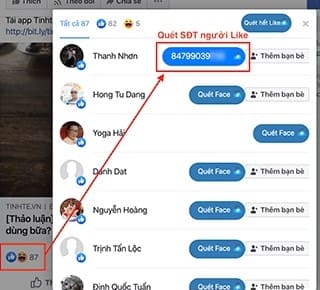 Thích
Theo dõi
Chia sẻ
Tải app Tinhte
http://bit.ly/tin
Tất cả 87
82
5
Quét hết Like
Quét SĐT người Like
Thanh Nhơn
84799039
Thêm bạn bè
Hong Tu Dang
Quét Face
Thêm bạn bè
Yoga Hải
Quét Face
Danh Dat
Quét Face
Thêm bạn bè
TINHTE.VN
[Thảo luận]
dùng bữa?
Nguyễn Hoàng
Quét Face
Thêm bạn bè
87
Trịnh Tấn Lộc
Quét Face
Thêm bạn bè
Đinh Quốc Tuấn
Quét Face
Thêm bạn bè